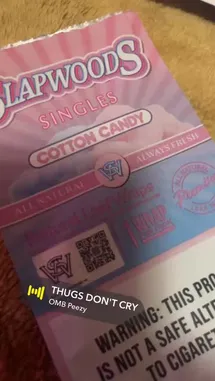 SLAPWOODS
SINGLES
COTTON CANDY
ALL NATURAL
ALWAYS FRESH
THUGS DON'T CRY
OMB Peezy
WARNING: THIS PRO
IS NOT A SAFE ALT
TO CIGARE